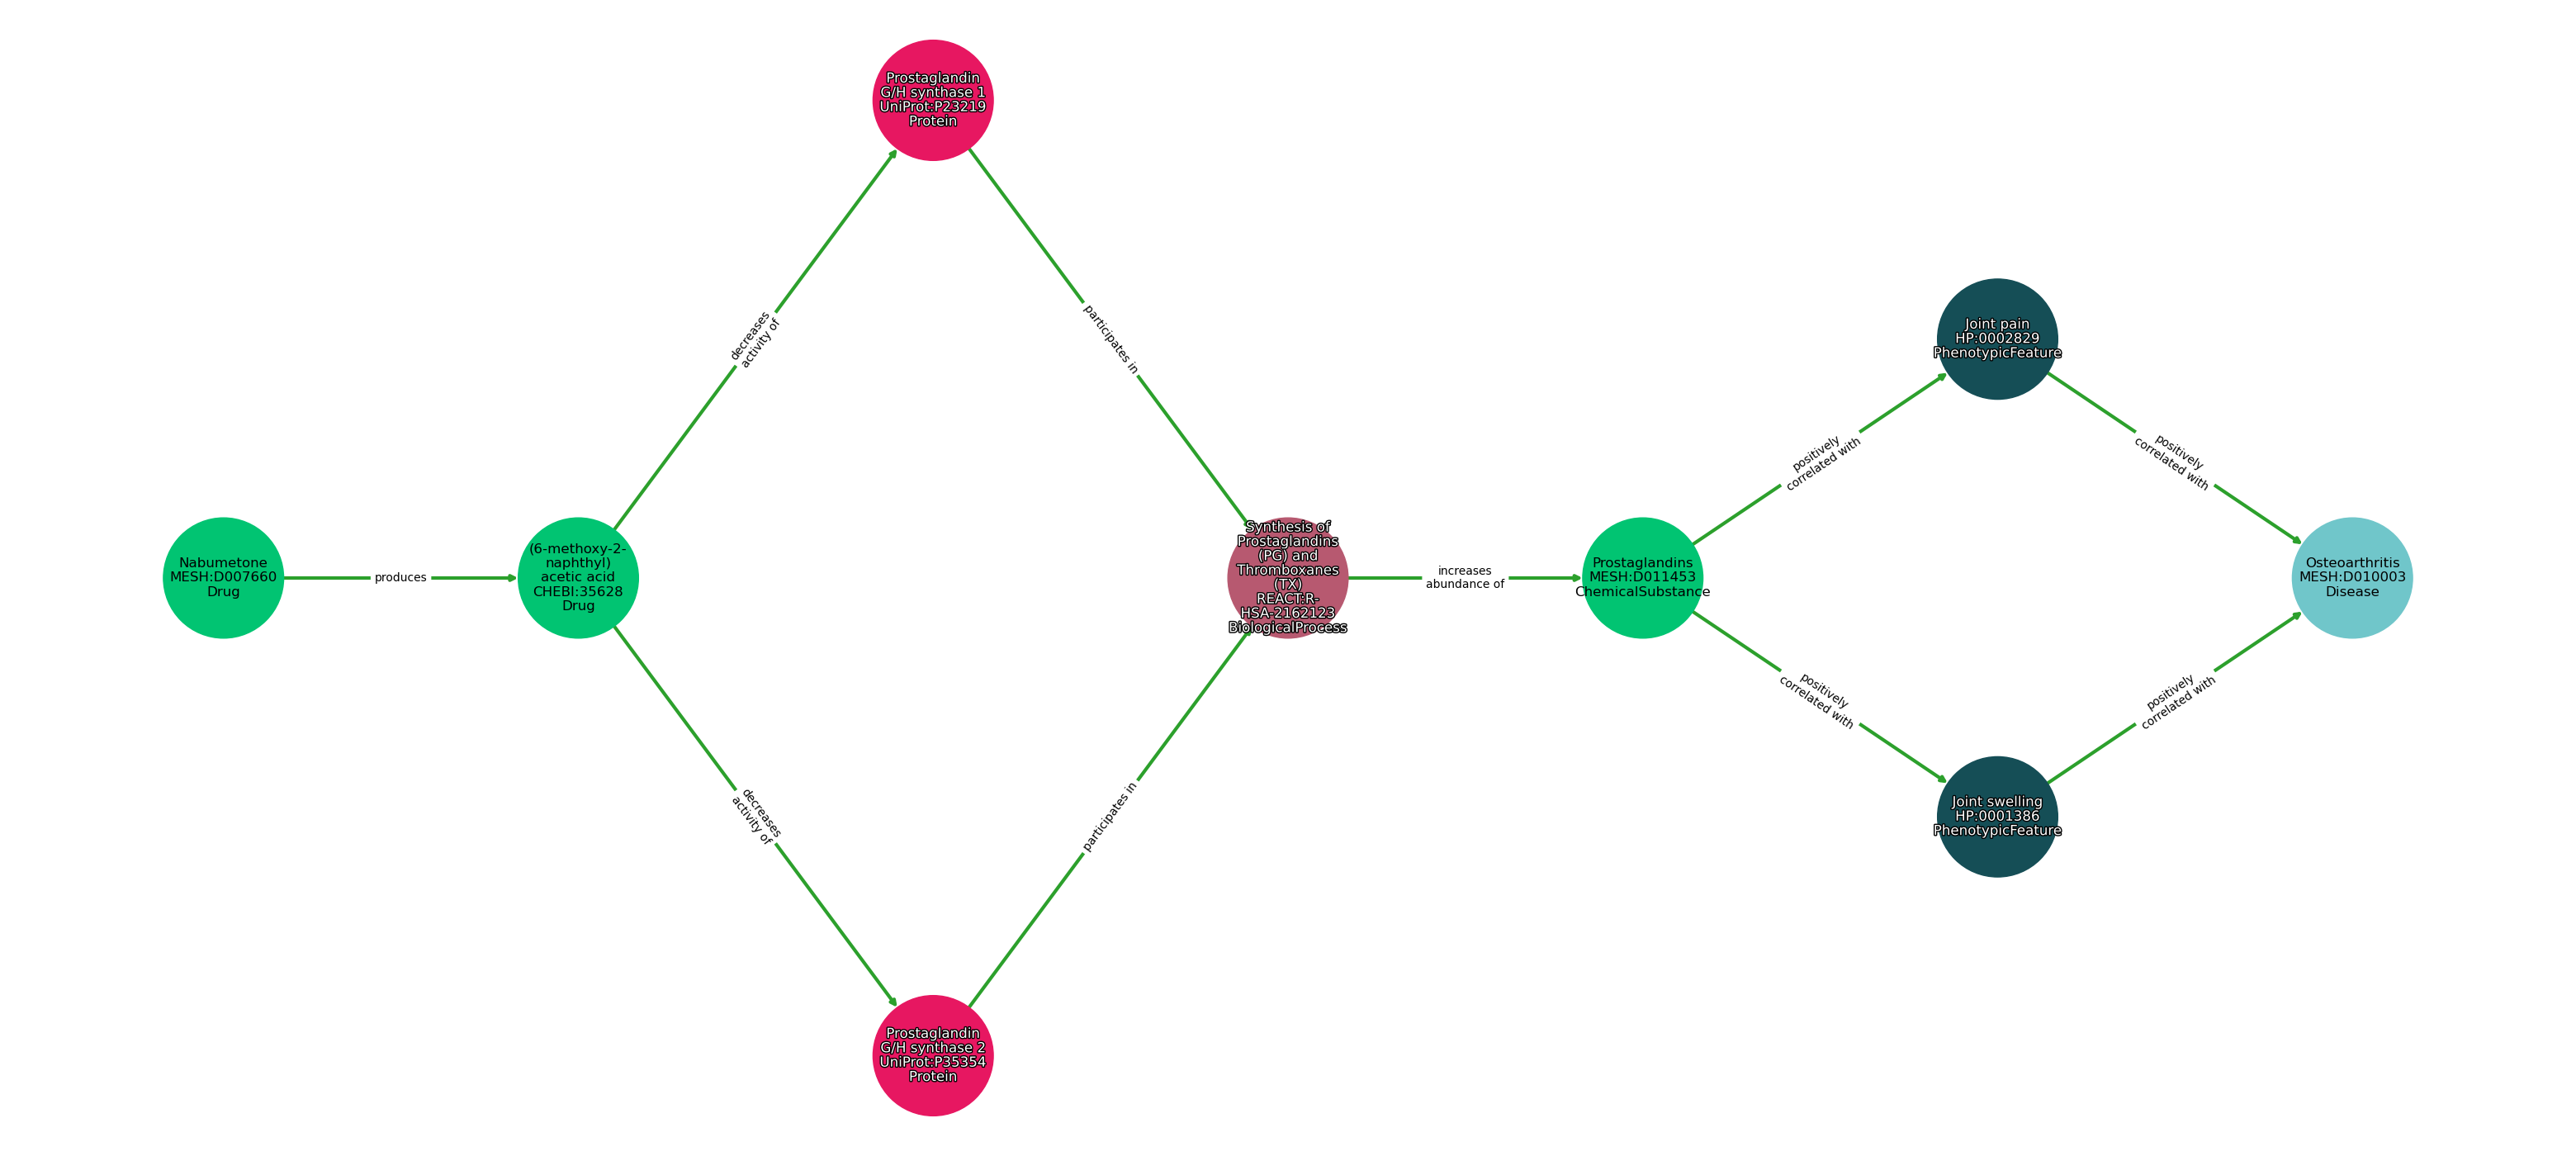 Prostaglandin
G/H synthase 1
UniProt:P23219
Protein
decreases
activity of
participates in
Joint pain
HP:0002829
PhenotypicFeature
positively
correlated with
positively
correlated with
Nabumetone
MESH:D007660
Drug
produces
(6-methoxy-2-
naphthyl)
acetic acid
CHEBI:35628
Drug
Synthesis of
Prostaglandins
(PG) and
Thromboxanes
(TX)
REACT:R-
HSA-2162123
BiologicalProcess
increases
abundance of
Prostaglandins
MESH:D011453
ChemicalSubstance
Osteoarthritis
MESH:D010003
Disease
positively
correlated with
positively
correlated with
decreases
activity of
participates in
Joint swelling
HP:0001386
PhenotypicFeature
Prostaglandin
G/H synthase 2
UniProt:P35354
Protein